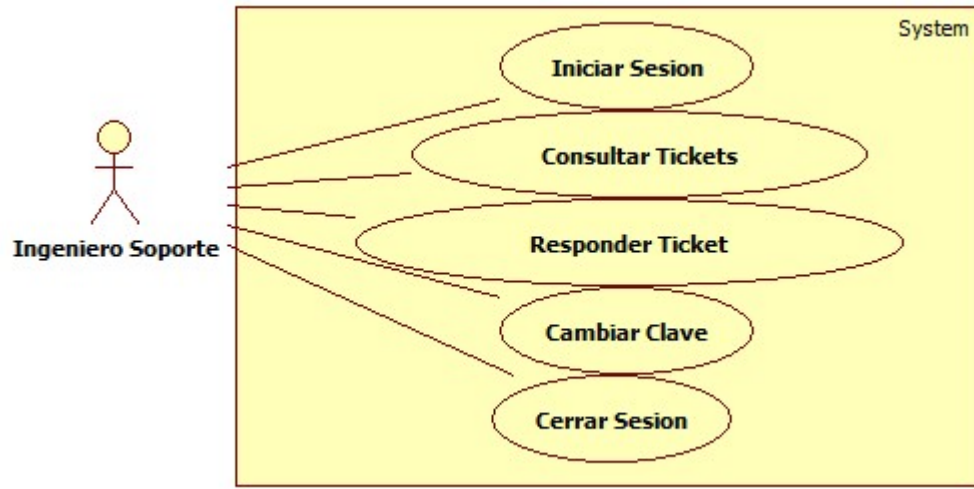 System
Iniciar Sesion
Consultar Tickets
Responder Ticket
Ingeniero Soporte
Cambiar Clave
Cerrar Sesion